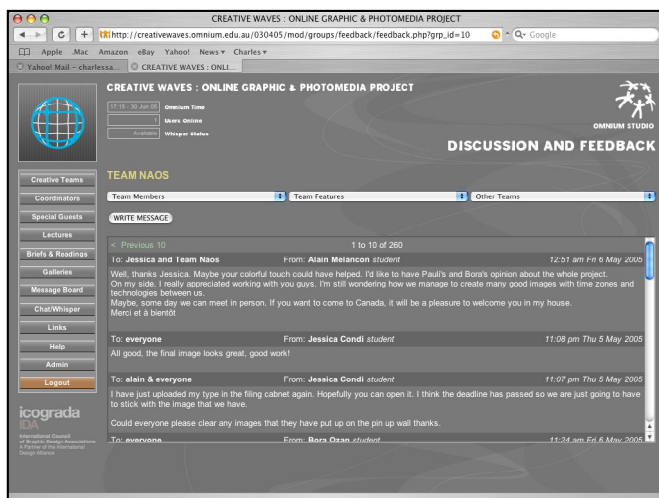 CREATIVE WAVES : ONLINE GRAPHIC & PHOTOMEDIA PROJECT
http://creativewaves.omnium.edu.au/030405/mod/groups/feedback/feedback.php?grp_id=10
Google
Apple .Mac Amazon eBay Yahoo! News Charles
Yahoo! Mail – charlessa...
CREATIVE WAVES : ONLI...
CREATIVE WAVES : ONLINE GRAPHIC & PHOTOMEDIA PROJECT
17:15 - 30 Jun 05 Omnium Time
1 Users Online
Available Whisper Status
OMNIUM STUDIO
DISCUSSION AND FEEDBACK
Creative Teams
Coordinators
Special Guests
Lectures
Briefs & Readings
Galleries
Message Board
Chat/Whisper
Links
Help
Admin
Logout
icograda
IDA
International Council
of Graphic Design Associations
A Partner of the International
Design Alliance
TEAM NAOS
Team Members Team Features Other Teams
WRITE MESSAGE
< Previous 10 1 to 10 of 260
To: Jessica and Team Naos From: Alain Melancon student 12:51 am Fri 6 May 2005
Well, thanks Jessica. Maybe your colorful touch could have helped. I'd like to have Pauli's and Bora's opinion about the whole project.
On my side. I really appreciated working with you guys. I'm still wondering how we manage to create many good images with time zones and
technologies between us.
Maybe, some day we can meet in person. If you want to come to Canada, it will be a pleasure to welcome you in my house.
Merci et à bientôt
To: everyone From: Jessica Condi student 11:08 pm Thu 5 May 2005
All good, the final image looks great, good work!
To: alain & everyone From: Jessica Condi student 11:07 pm Thu 5 May 2005
I have just uploaded my type in the filing cabnet again. Hopefully you can open it. I think the deadline has passed so we are just going to have
to stick with the image that we have.
Could everyone please clear any images that they have put up on the pin up wall thanks.
To: everyone From: Bora Ozan student 11:24 am Fri 6 May 2005